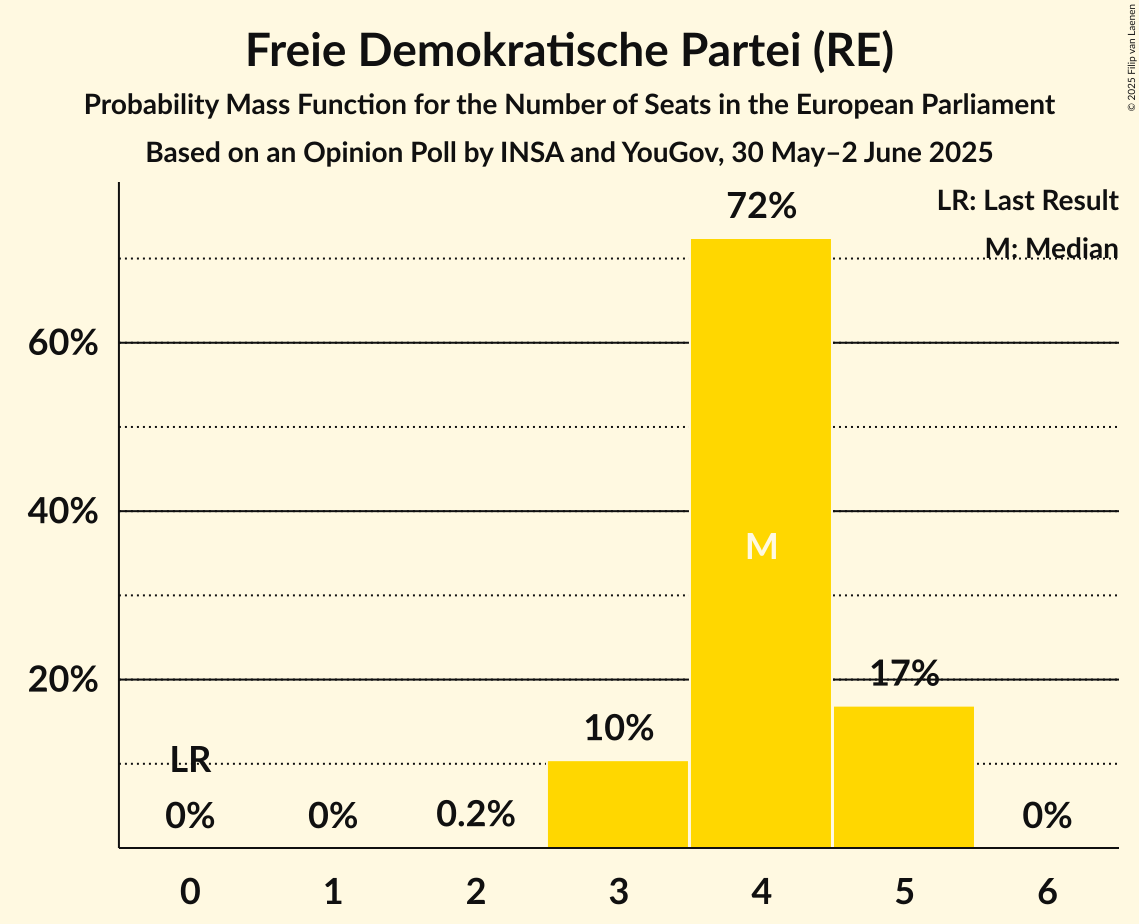 Freie Demokratische Partei (RE)
Probability Mass Function for the Number of Seats in the European Parliament
Based on an Opinion Poll by INSA and YouGov, 30 May–2 June 2025
© 2025 Filip van Laenen
LR: Last Result
M: Median
72%
60%
40%
M
20%
17%
10%
LR
0%
0%
0.2%
0%
0
1
2
3
4
5
6